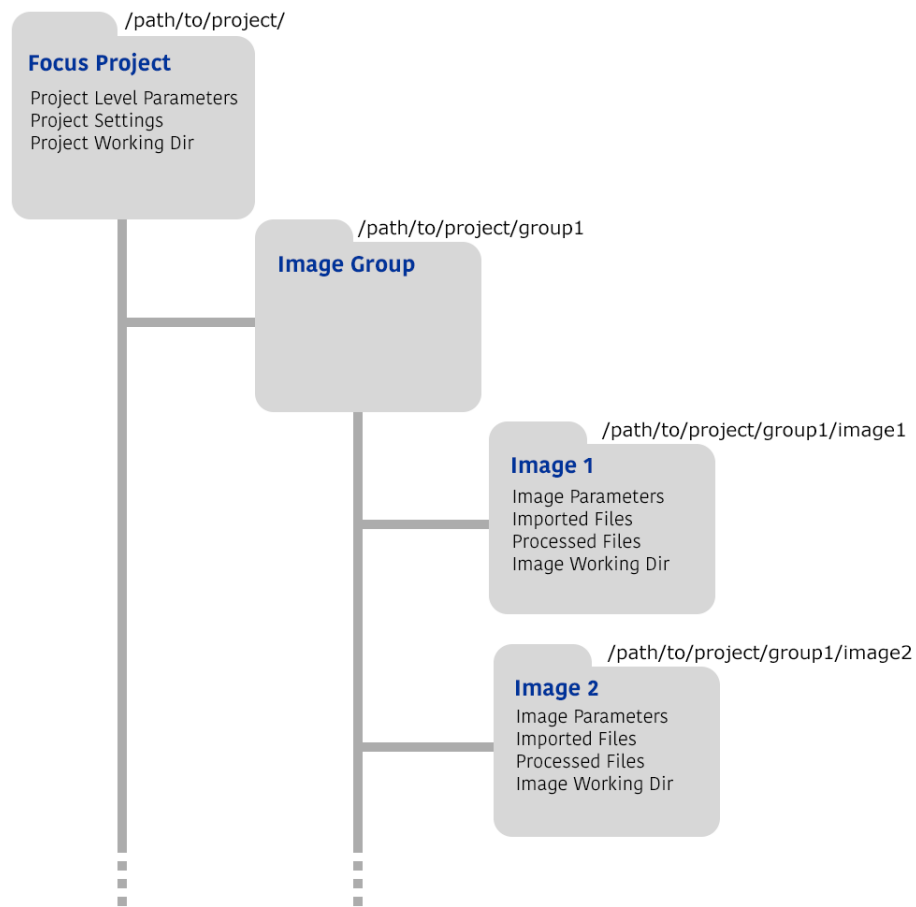 /path/to/project/
Focus Project
Project Level Parameters
Project Settings
Project Working Dir
/path/to/project/group1
Image Group
/path/to/project/group1/image1
Image 1
Image Parameters
Imported Files
Processed Files
Image Working Dir
/path/to/project/group1/image2
Image 2
Image Parameters
Imported Files
Processed Files
Image Working Dir